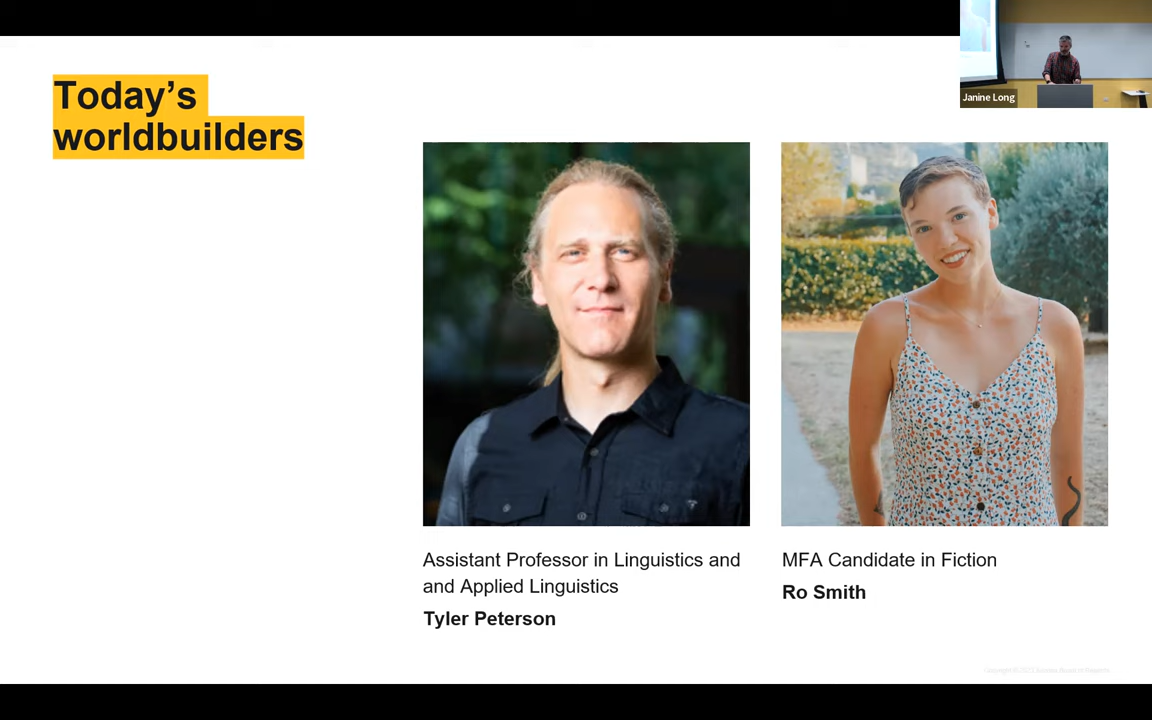 Today's
worldbuilders
Janine Long
Assistant Professor in Linguistics and
and Applied Linguistics
Tyler Peterson
MFA Candidate in Fiction
Ro Smith